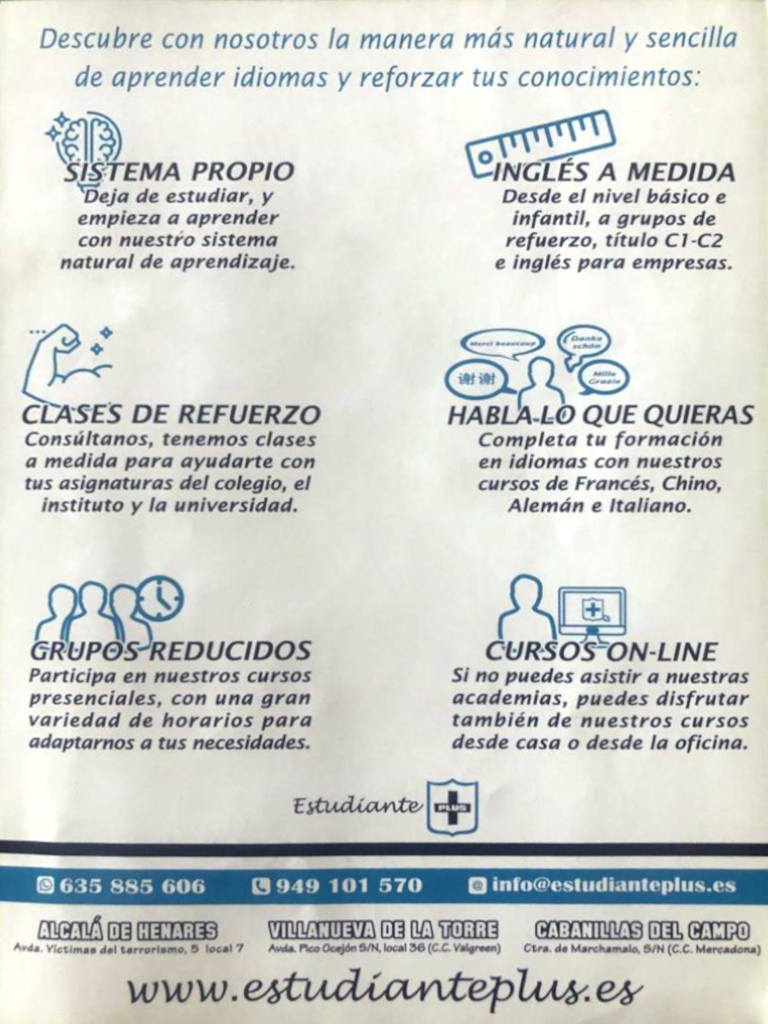 Descubre con nosotros la manera más natural y sencilla
de aprender idiomas y reforzar tus conocimientos:
SISTEMA PROPIO
Deja de estudiar, y
empieza a aprender
con nuestro sistema
natural de aprendizaje.
INGLÉS A MEDIDA
Desde el nivel básico e
infantil, a grupos de
refuerzo, título C1-C2
e inglés para empresas.
CLASES DE REFUERZO
Consúltanos, tenemos clases
a medida para ayudarte con
tus asignaturas del colegio, el
instituto y la universidad.
Merci beaucoup
Danke
schön
谢 谢
Mille
Grazie
HABLA LO QUE QUIERAS
Completa tu formación
en idiomas con nuestros
cursos de Francés, Chino,
Alemán e Italiano.
GRUPOS REDUCIDOS
Participa en nuestros cursos
presenciales, con una gran
variedad de horarios para
adaptarnos a tus necesidades.
CURSOS ON-LINE
Si no puedes asistir a nuestras
academias, puedes disfrutar
también de nuestros cursos
desde casa o desde la oficina.
Estudiante PLUS
635 885 606 949 101 570 info@estudianteplus.es
ALCALÁ DE HENARES
Avda. Víctimas del terrorismo, 5 local 7
VILLANUEVA DE LA TORRE
Avda. Pico Ocejón S/N, local 36 (C.C. Valgreen)
CABANILLAS DEL CAMPO
Ctra. de Marchamalo, S/N (C.C. Mercadona)
www.estudianteplus.es